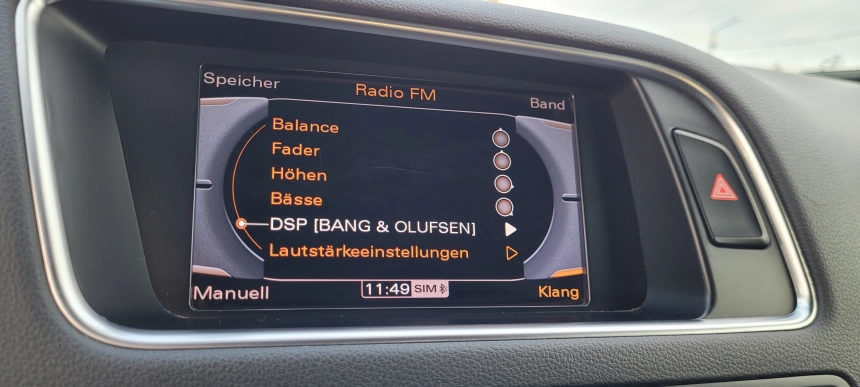 Speicher
Radio FM
Band
Balance
Fader
Höhen
Bässe
DSP [BANG & OLUFSEN]
Lautstärkeeinstellungen
Manuell
11:49 SIM
Klang